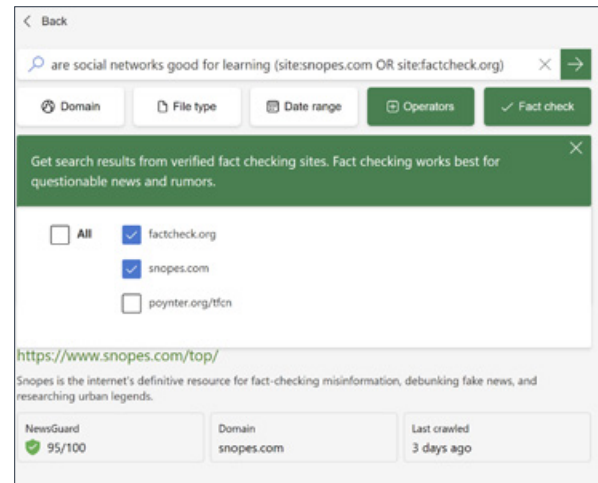 Back
are social networks good for learning (site:snopes.com OR site:factcheck.org)
Domain
File type
Date range
Operators
Fact check
Get search results from verified fact checking sites. Fact checking works best for
questionable news and rumors.
All
factcheck.org
snopes.com
poynter.org/tfcn
https://www.snopes.com/top/
Snopes is the internet's definitive resource for fact-checking misinformation, debunking fake news, and
researching urban legends.
NewsGuard
95/100
Domain
snopes.com
Last crawled
3 days ago